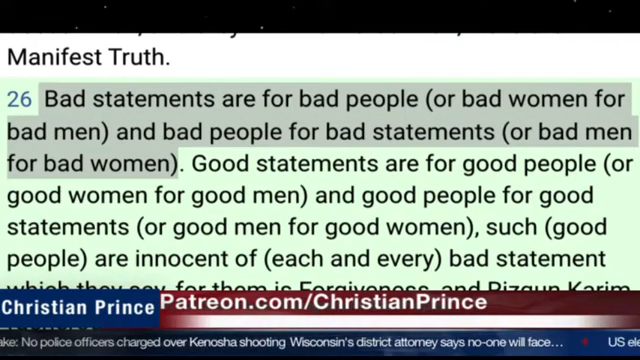 Manifest Truth.
26 Bad statements are for bad people (or bad women for
bad men) and bad people for bad statements (or bad men
for bad women). Good statements are for good people (or
good women for good men) and good people for good
statements (or good men for good women), such (good
people) are innocent of (each and every) bad statement
which they say, for them is Forgiveness, and Rizqun Karim
Christian Prince
Patreon.com/ChristianPrince
ake: No police officers charged over Kenosha shooting Wisconsin's district attorney says no-one will face... US ele